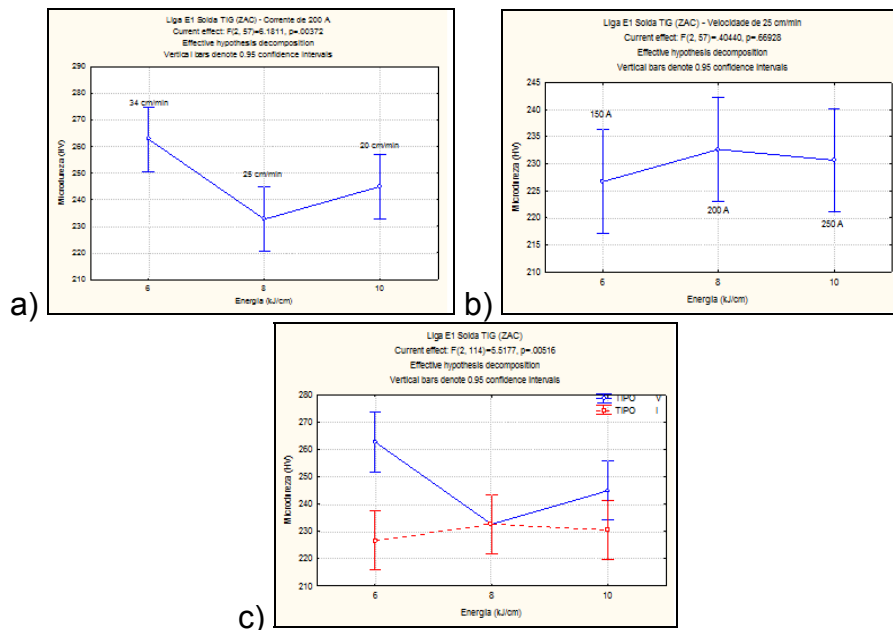 Liga E1 Solda TIG (ZAC) - Corrente de 200 A
Current effect: F(2, 57)=6.1811, p=.00372
Effective hypothesis decomposition
Vertical bars denote 0.95 confidence intervals
290
280
270
260
250
240
230
220
210
Microdureza (HV)
34 cm/min
25 cm/min
20 cm/min
6
8
10
Energia (kJ/cm)
a)
Liga E1 Solda TIG (ZAC) - Velocidade de 25 cm/min
Current effect: F(2, 57)=.40440, p=.66928
Effective hypothesis decomposition
Vertical bars denote 0.95 confidence intervals
245
240
235
230
225
220
215
210
Microdureza (HV)
150 A
200 A
250 A
6
8
10
Energia (kJ/cm)
b)
Liga E1 Solda TIG (ZAC)
Current effect: F(2, 114)=5.5177, p=.00516
Effective hypothesis decomposition
Vertical bars denote 0.95 confidence intervals
280
270
260
250
240
230
220
210
Microdureza (HV)
TIPO V
TIPO I
6
8
10
Energia (kJ/cm)
c)